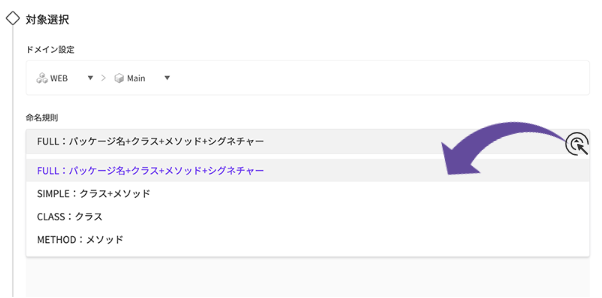 対象選択
ドメイン設定
WEB ▼ > Main ▼
命名規則
FULL：パッケージ名+クラス+メソッド+シグネチャー
FULL：パッケージ名+クラス+メソッド+シグネチャー
SIMPLE：クラス+メソッド
CLASS：クラス
METHOD：メソッド